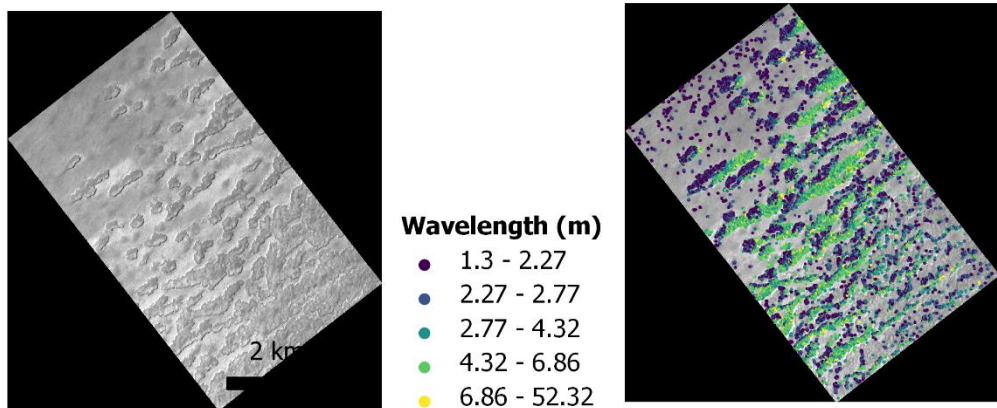 2 km
Wavelength (m)
1.3 - 2.27
2.27 - 2.77
2.77 - 4.32
4.32 - 6.86
6.86 - 52.32